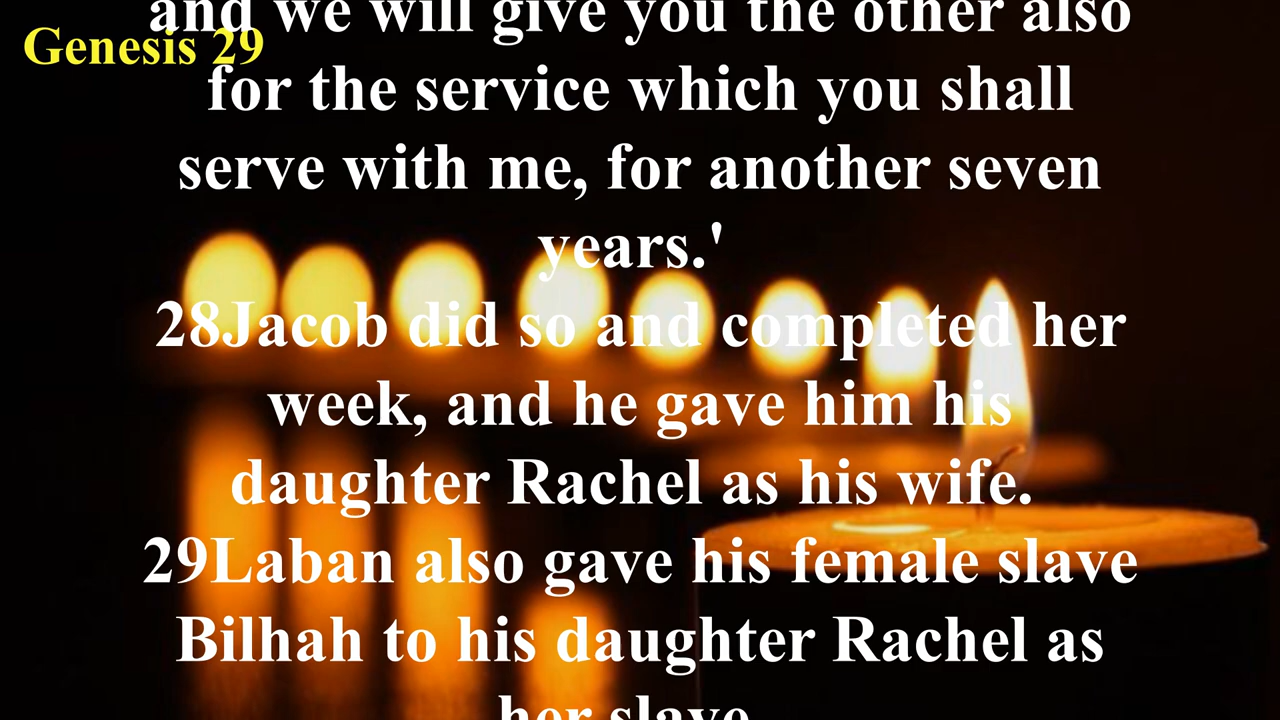 and we will give you the other also
Genesis 29
for the service which you shall
serve with me, for another seven
years.'
28Jacob did so and completed her
week, and he gave him his
daughter Rachel as his wife.
29Laban also gave his female slave
Bilhah to his daughter Rachel as
her slave.